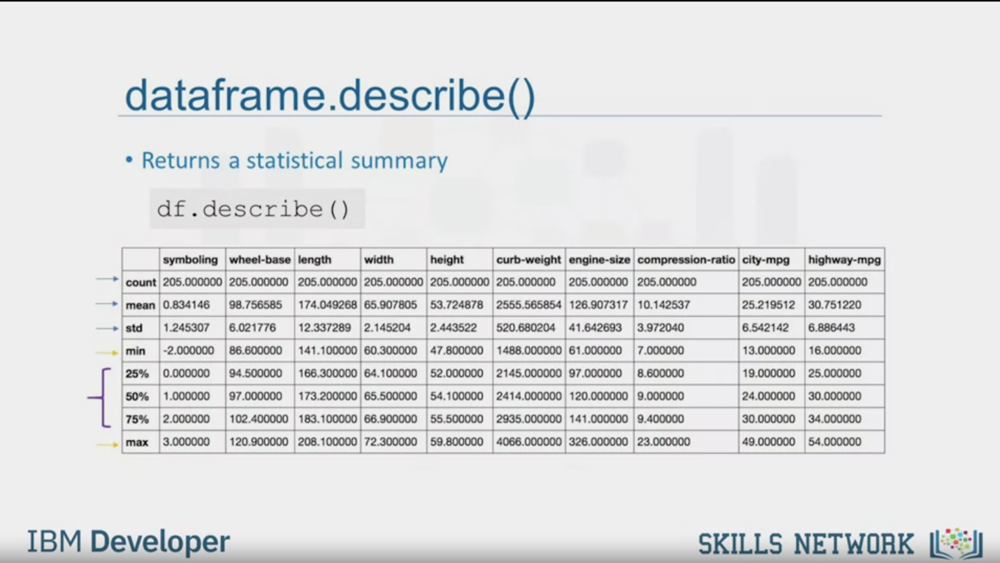 dataframe.describe()
• Returns a statistical summary
df.describe()
symboling wheel-base length width height curb-weight engine-size compression-ratio city-mpg highway-mpg
count 205.000000 205.000000 205.000000 205.000000 205.000000 205.000000 205.000000 205.000000 205.000000 205.000000
mean 0.834146 98.756585 174.049268 65.907805 53.724878 2555.565854 126.907317 10.142537 25.219512 30.751220
std 1.245307 6.021776 12.337289 2.145204 2.443522 520.680204 41.642693 3.972040 6.542142 6.886443
min -2.000000 86.600000 141.100000 60.300000 47.800000 1488.000000 61.000000 7.000000 13.000000 16.000000
25% 0.000000 94.500000 166.300000 64.100000 52.000000 2145.000000 97.000000 8.600000 19.000000 25.000000
50% 1.000000 97.000000 173.200000 65.500000 54.100000 2414.000000 120.000000 9.000000 24.000000 30.000000
75% 2.000000 102.400000 183.100000 66.900000 55.500000 2935.000000 141.000000 9.400000 30.000000 34.000000
max 3.000000 120.900000 208.100000 72.300000 59.800000 4066.000000 326.000000 23.000000 49.000000 54.000000
IBM Developer
SKILLS NETWORK